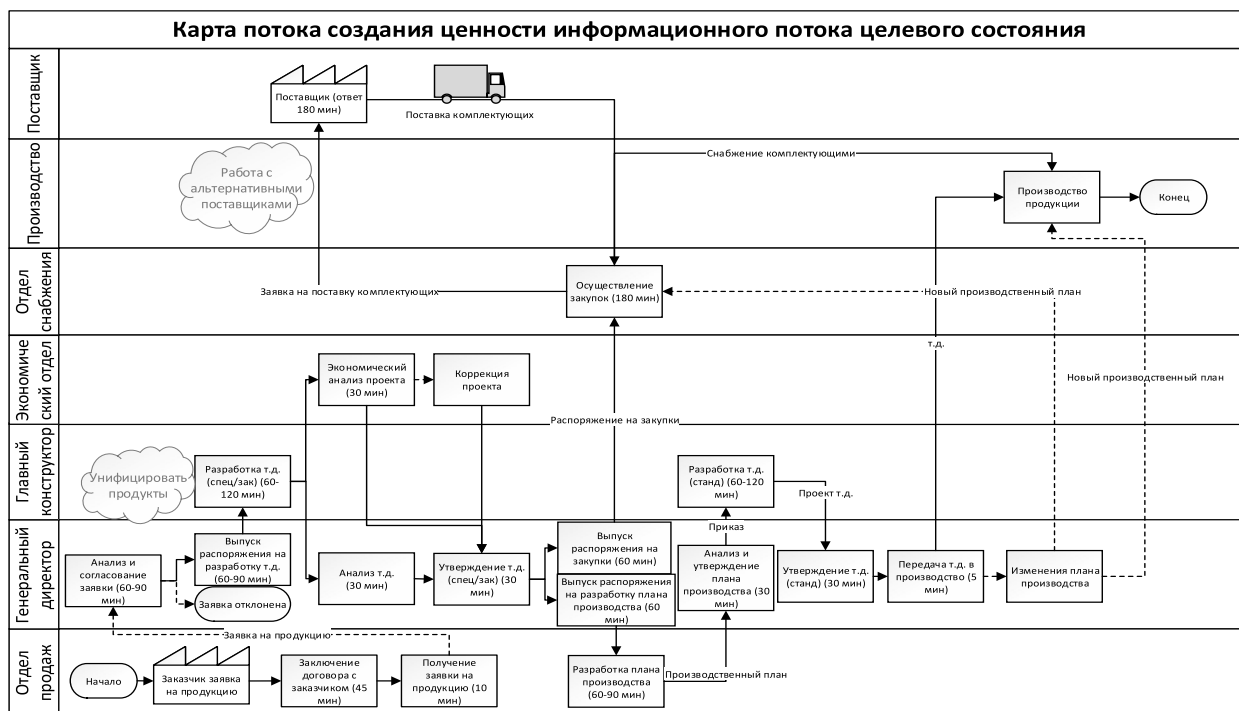 Карта потока создания ценности информационного потока целевого состояния
Поставщик
Поставщик (ответ
180 мин)
Поставка комплектующих
Производство
Работа с
альтернативными
поставщиками
Снабжение комплектующими
Производство
продукции
Конец
Отдел
снабжения
Заявка на поставку комплектующих
Осуществление
закупок (180 мин)
Новый производственный план
т.д.
Экономиче
ский отдел
Экономический
анализ проекта
(30 мин)
Коррекция
проекта
Новый производственный план
Распоряжение на закупки
Главный
конструктор
Унифицировать
продукты
Разработка т.д.
(спец/зак) (60-
120 мин)
Разработка т.д.
(станд) (60-120
мин)
Проект т.д.
Приказ
Генеральный
директор
Анализ и
согласование
заявки (60-90 мин)
Выпуск
распоряжения на
разработку т.д.
(60-90 мин)
Заявка отклонена
Анализ т.д.
(30 мин)
Утверждение т.д.
(спец/зак) (30
мин)
Выпуск
распоряжения на
закупки (60 мин)
Выпуск распоряжения
на разработку плана
производства (60
мин)
Анализ и
утверждение
плана
производства (30
мин)
Утверждение т.д.
(станд) (30 мин)
Передача т.д. в
производство (5
мин)
Изменения плана
производства
Отдел
продаж
Заявка на продукцию
Начало
Заказчик заявка
на продукцию
Заключение
договора с
заказчиком (45
мин)
Получение
заявки на
продукцию (10
мин)
Разработка плана
производства
(60-90 мин)
Производственный план